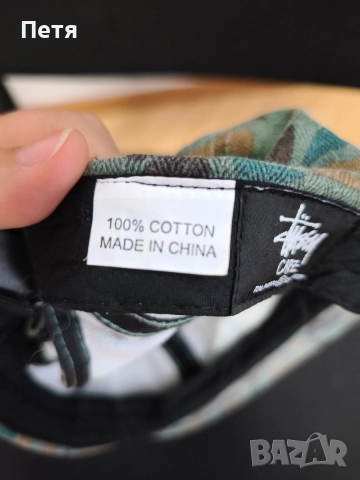 Петя
100% COTTON
MADE IN CHINA
Stüssy
BAZAR